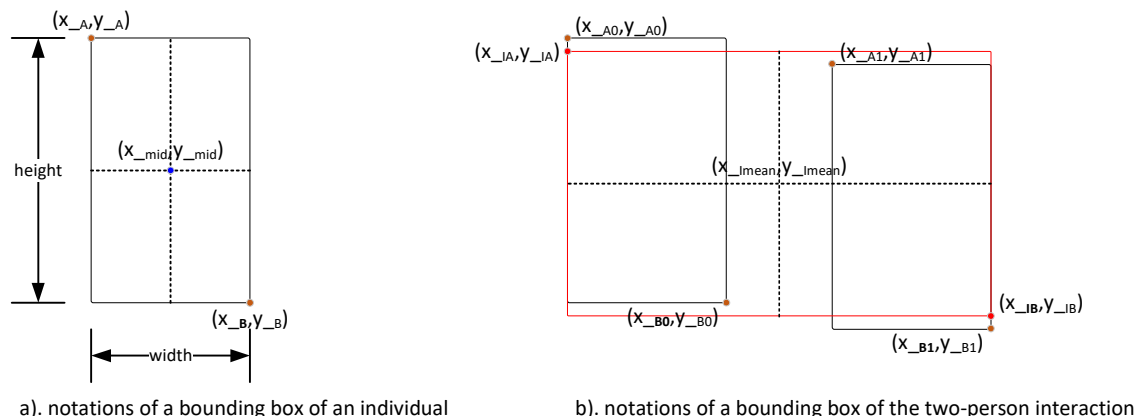 (x_A,y_A)
height
(x_mid,y_mid)
(x_B,y_B)
width
a). notations of a bounding box of an individual
(x_A0,y_A0)
(x_IA,y_IA)
(x_A1,y_A1)
(x_Imean,y_Imean)
(x_IB,y_IB)
(x_B0,y_B0)
(x_B1,y_B1)
b). notations of a bounding box of the two-person interaction